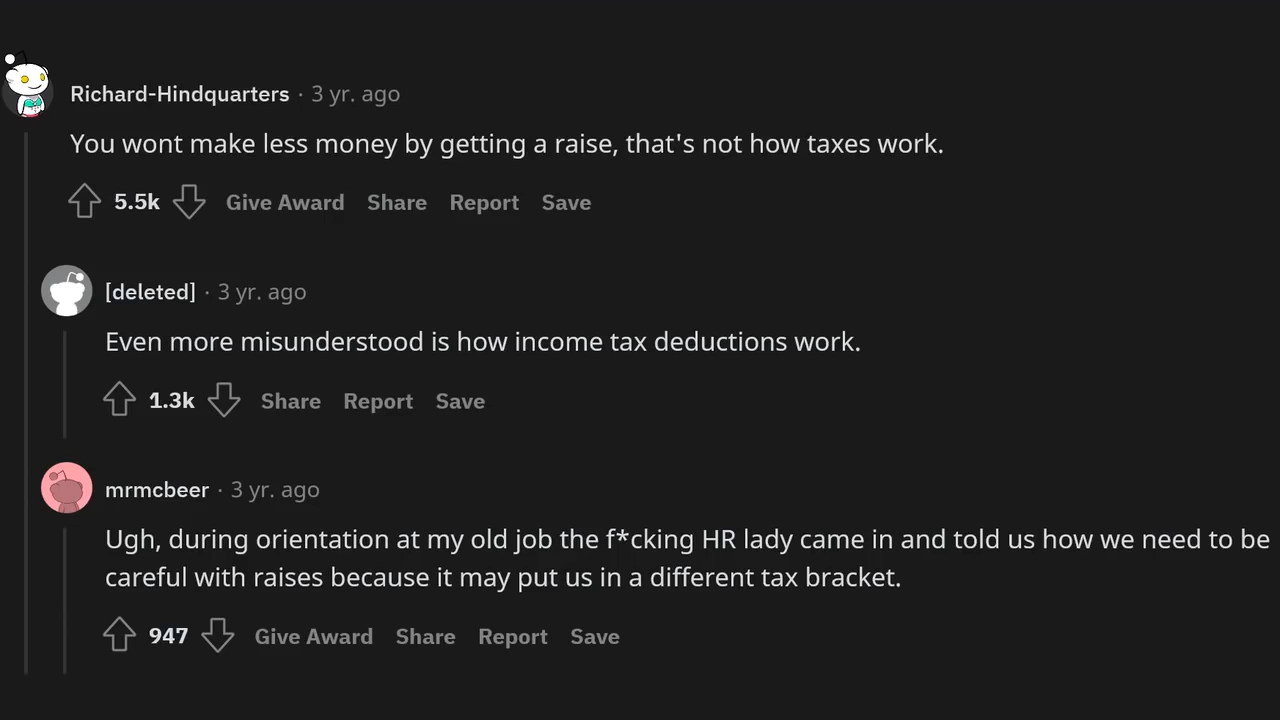 Richard-Hindquarters · 3 yr. ago
You wont make less money by getting a raise, that's not how taxes work.
5.5k Give Award Share Report Save
[deleted] · 3 yr. ago
Even more misunderstood is how income tax deductions work.
1.3k Share Report Save
mrmcbeer · 3 yr. ago
Ugh, during orientation at my old job the f*cking HR lady came in and told us how we need to be
careful with raises because it may put us in a different tax bracket.
947 Give Award Share Report Save